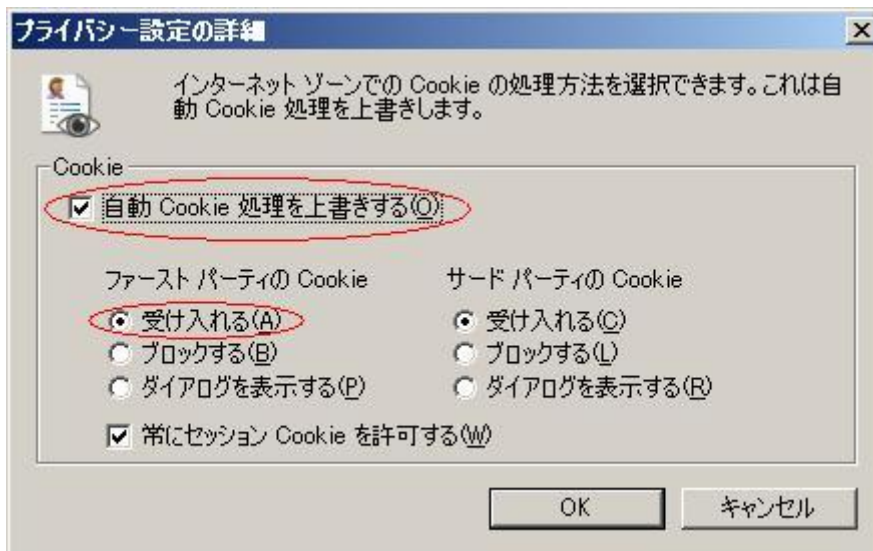 プライバシー設定の詳細
インターネット ゾーンでの Cookie の処理方法を選択できます。これは自
動 Cookie 処理を上書きします。
Cookie
自動 Cookie 処理を上書きする(O)
ファースト パーティの Cookie サード パーティの Cookie
受け入れる(A) 受け入れる(C)
ブロックする(B) ブロックする(L)
ダイアログを表示する(P) ダイアログを表示する(R)
常にセッション Cookie を許可する(W)
OK キャンセル